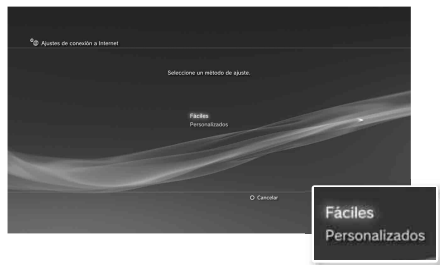 Ajustes de conexión a Internet
Seleccione un método de ajuste.
Fáciles
Personalizados
Cancelar
Fáciles
Personalizados